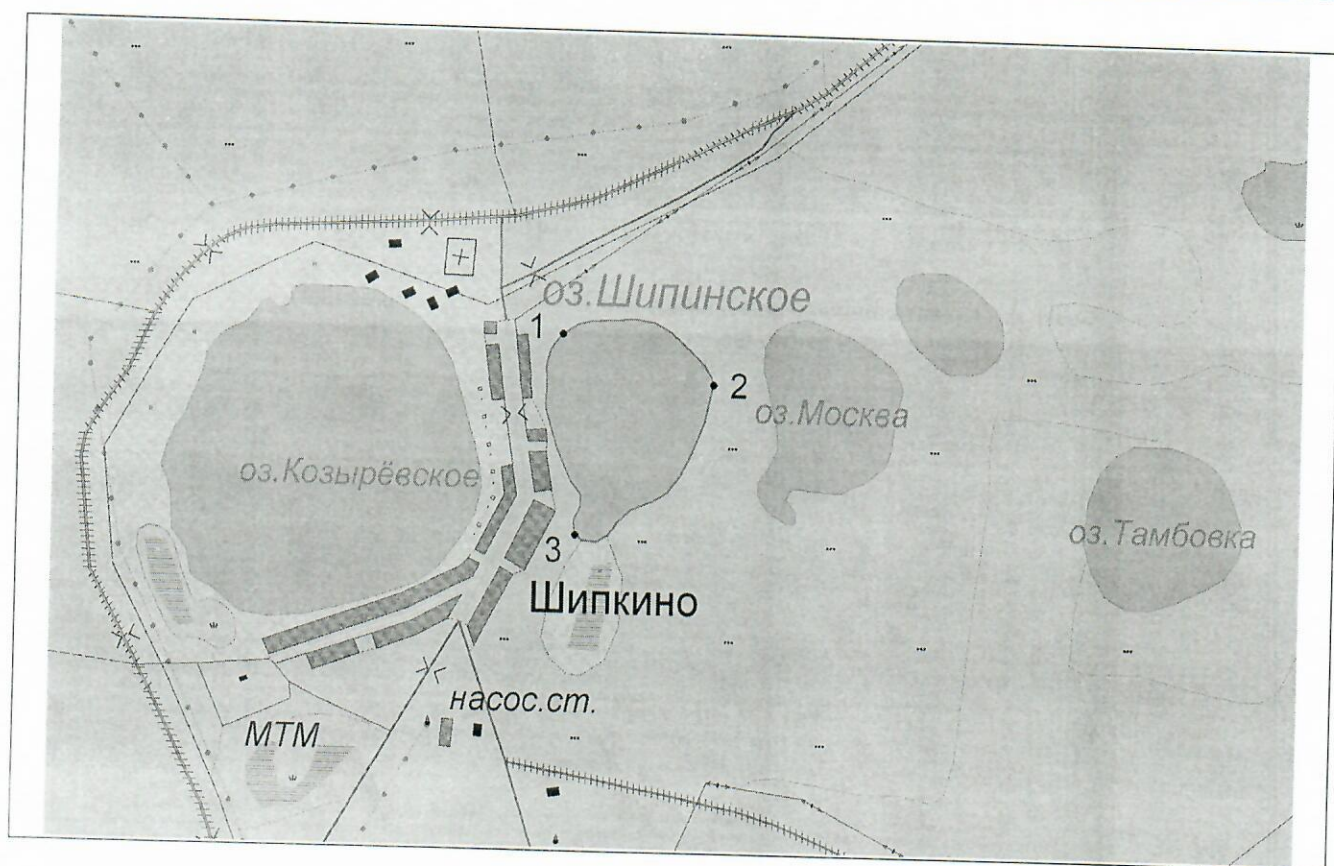 оз.Шипинское
1
2
оз.Москва
оз.Козырёвское
оз.Тамбовка
3
Шипкино
насос.ст.
МТМ